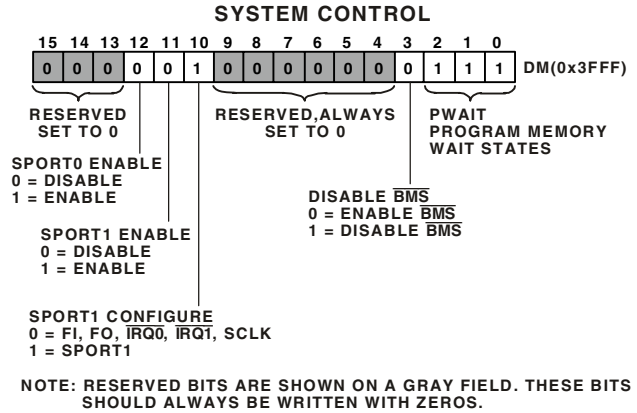 SYSTEM CONTROL
15 14 13 12 11 10 9 8 7 6 5 4 3 2 1 0
0 0 0 0 0 1 0 0 0 0 0 0 0 1 1 1 DM(0x3FFF)
RESERVED
SET TO 0
RESERVED, ALWAYS
SET TO 0
PWAIT
PROGRAM MEMORY
WAIT STATES
SPORT0 ENABLE
0 = DISABLE
1 = ENABLE
DISABLE BMS
0 = ENABLE BMS
1 = DISABLE BMS
SPORT1 ENABLE
0 = DISABLE
1 = ENABLE
SPORT1 CONFIGURE
0 = FI, FO, IRQ0, IRQ1, SCLK
1 = SPORT1
NOTE: RESERVED BITS ARE SHOWN ON A GRAY FIELD. THESE BITS
SHOULD ALWAYS BE WRITTEN WITH ZEROS.